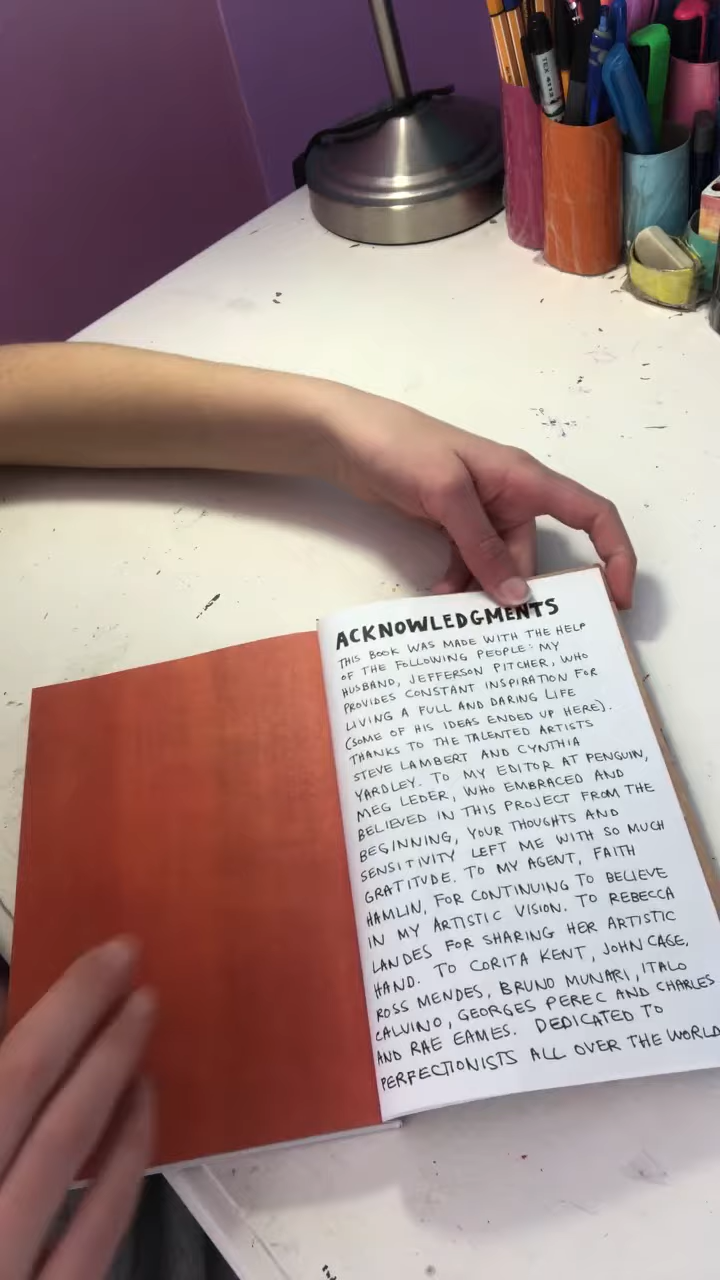 ACKNOWLEDGMENTS
THIS BOOK WAS MADE WITH THE HELP
OF THE FOLLOWING PEOPLE: MY
HUSBAND, JEFFERSON PITCHER, WHO
PROVIDES CONSTANT INSPIRATION FOR
LIVING A FULL AND DARING LIFE
(SOME OF HIS IDEAS ENDED UP HERE).
THANKS TO THE TALENTED ARTISTS
STEVE LAMBERT AND CYNTHIA
YARDLEY. TO MY EDITOR AT PENGUIN,
MEG LEDER, WHO EMBRACED AND
BELIEVED IN THIS PROJECT FROM THE
BEGINNING, YOUR THOUGHTS AND
SENSITIVITY LEFT ME WITH SO MUCH
GRATITUDE. TO MY AGENT, FAITH
HAMLIN, FOR CONTINUING TO BELIEVE
IN MY ARTISTIC VISION. TO REBECCA
LANDES FOR SHARING HER ARTISTIC
HAND. TO CORITA KENT, JOHN CAGE,
ROSS MENDES, BRUNO MUNARI, ITALO
CALVINO, GEORGES PEREC AND CHARLES
AND RAE EAMES. DEDICATED TO
PERFECTIONISTS ALL OVER THE WORLD